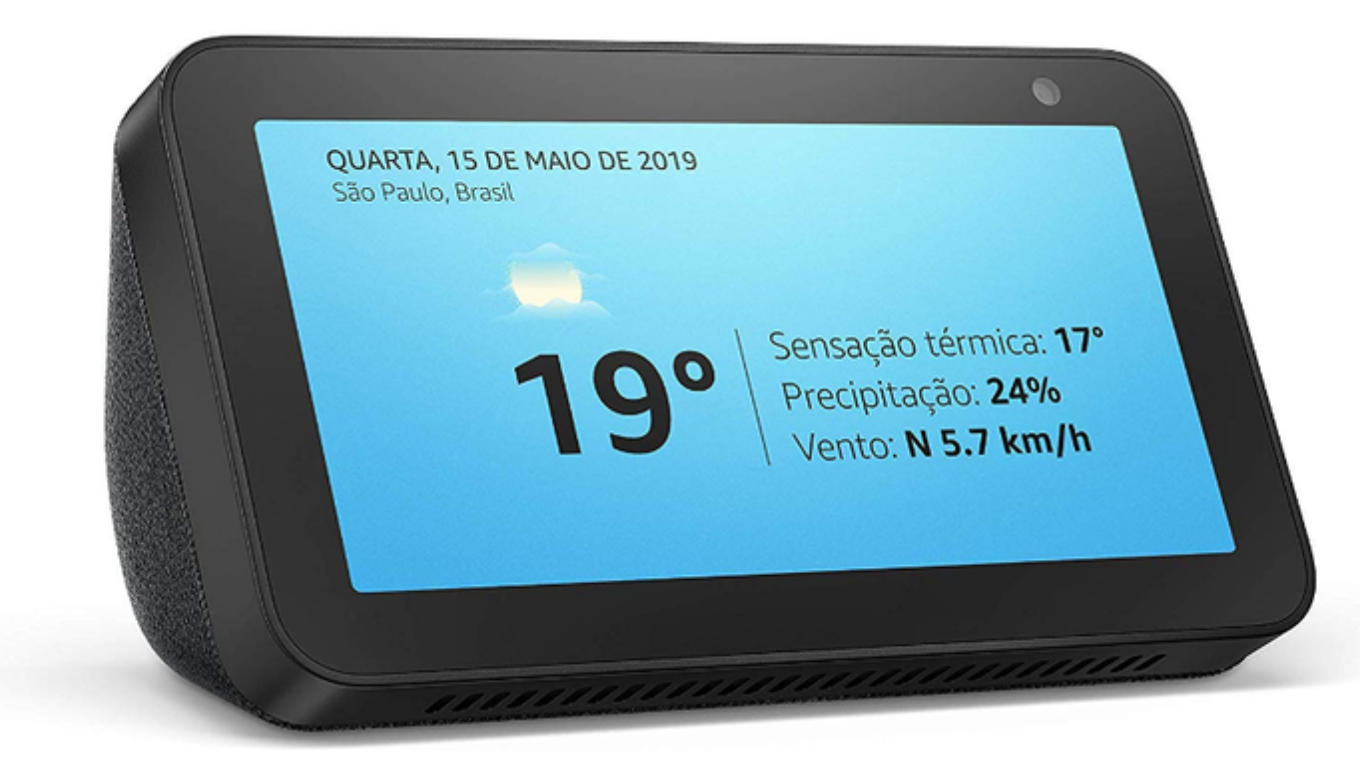 QUARTA, 15 DE MAIO DE 2019
São Paulo, Brasil
19°
Sensação térmica: 17°
Precipitação: 24%
Vento: N 5.7 km/h